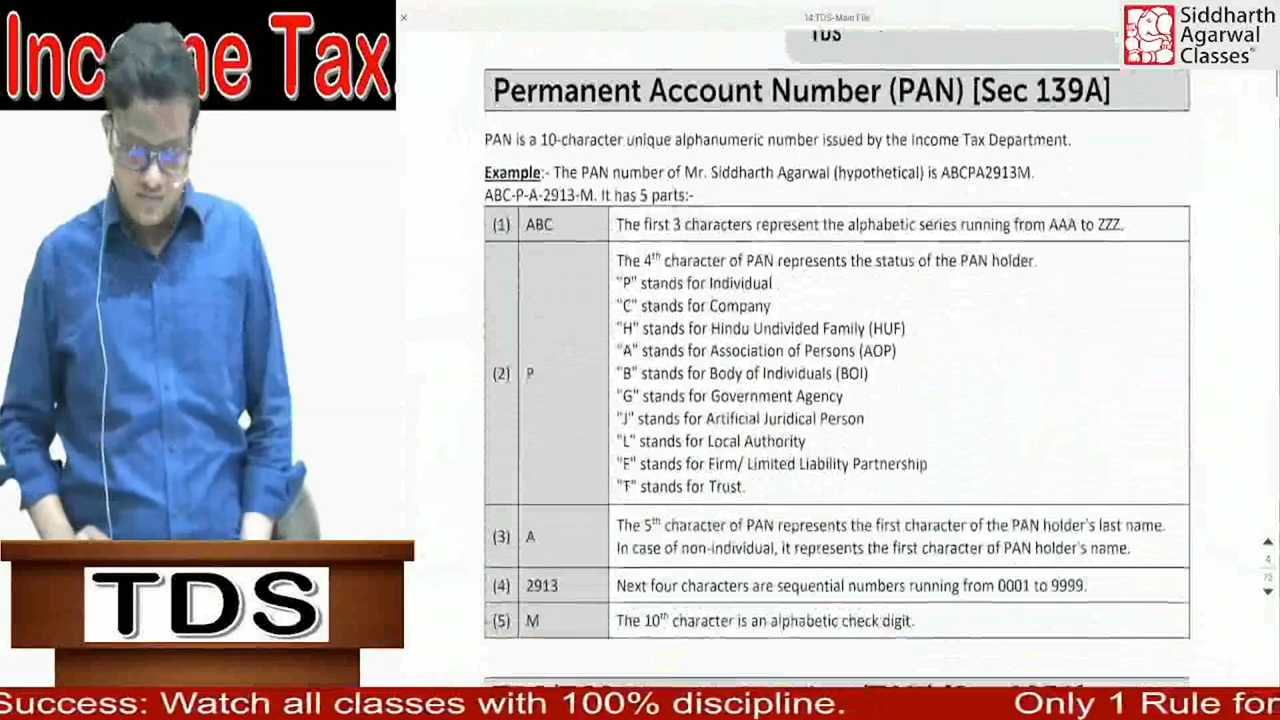 Income Tax.
14.TDS-Main File
TDS
Siddharth
Agarwal
Classes
Permanent Account Number (PAN) [Sec 139A]
PAN is a 10-character unique alphanumeric number issued by the Income Tax Department.
Example:- The PAN number of Mr. Siddharth Agarwal (hypothetical) is ABCPA2913M.
ABC-P-A-2913-M. It has 5 parts:-
(1) ABC The first 3 characters represent the alphabetic series running from AAA to ZZZ.
The 4th character of PAN represents the status of the PAN holder.
"P" stands for Individual
"C" stands for Company
"H" stands for Hindu Undivided Family (HUF)
"A" stands for Association of Persons (AOP)
(2) P "B" stands for Body of Individuals (BOI)
"G" stands for Government Agency
"J" stands for Artificial Juridical Person
"L" stands for Local Authority
"F" stands for Firm/ Limited Liability Partnership
"T" stands for Trust.
(3) A The 5th character of PAN represents the first character of the PAN holder's last name.
In case of non-individual, it represents the first character of PAN holder's name.
(4) 2913 Next four characters are sequential numbers running from 0001 to 9999.
(5) M The 10th character is an alphabetic check digit.
4
72
TDS
Success: Watch all classes with 100% discipline. Only 1 Rule for